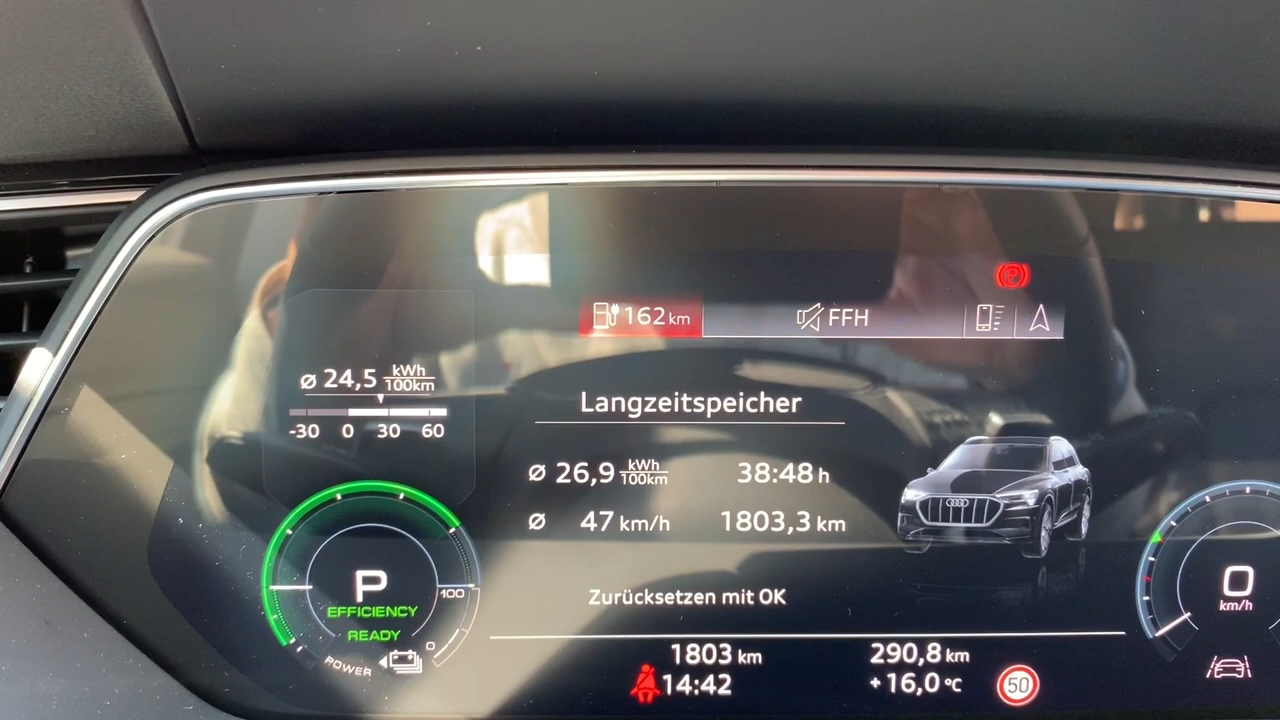 P
162 km
FFH
Ø 24,5 kWh/100km
-30 0 30 60
Langzeitspeicher
Ø 26,9 kWh/100km 38:48 h
Ø 47 km/h 1803,3 km
Zurücksetzen mit OK
P
EFFICIENCY
READY
100
0
POWER
0
km/h
1803 km 290,8 km
14:42 +16,0 °C
50